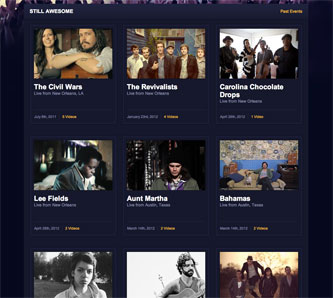 STILL AWESOME
Past Events
The Civil Wars
Live from New Orleans, LA
July 8th, 2011 5 Videos
The Revivalists
Live from New Orleans
January 23rd, 2012 4 Videos
Carolina Chocolate
Drops
Live from New Orleans
April 28th, 2012 1 Video
Lee Fields
Live from New Orleans
April 30th, 2012 2 Videos
Aunt Martha
Live from Austin, Texas
March 16th, 2012 2 Videos
Bahamas
Live from Austin, Texas
March 14th, 2012 2 Videos